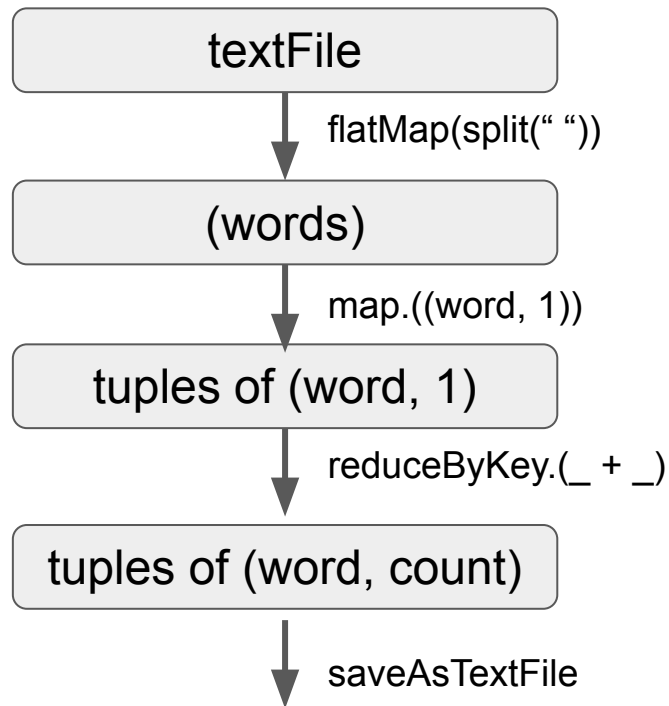 textFile
flatMap(split(“ “))
(words)
map.((word, 1))
tuples of (word, 1)
reduceByKey.(_ + _)
tuples of (word, count)
saveAsTextFile